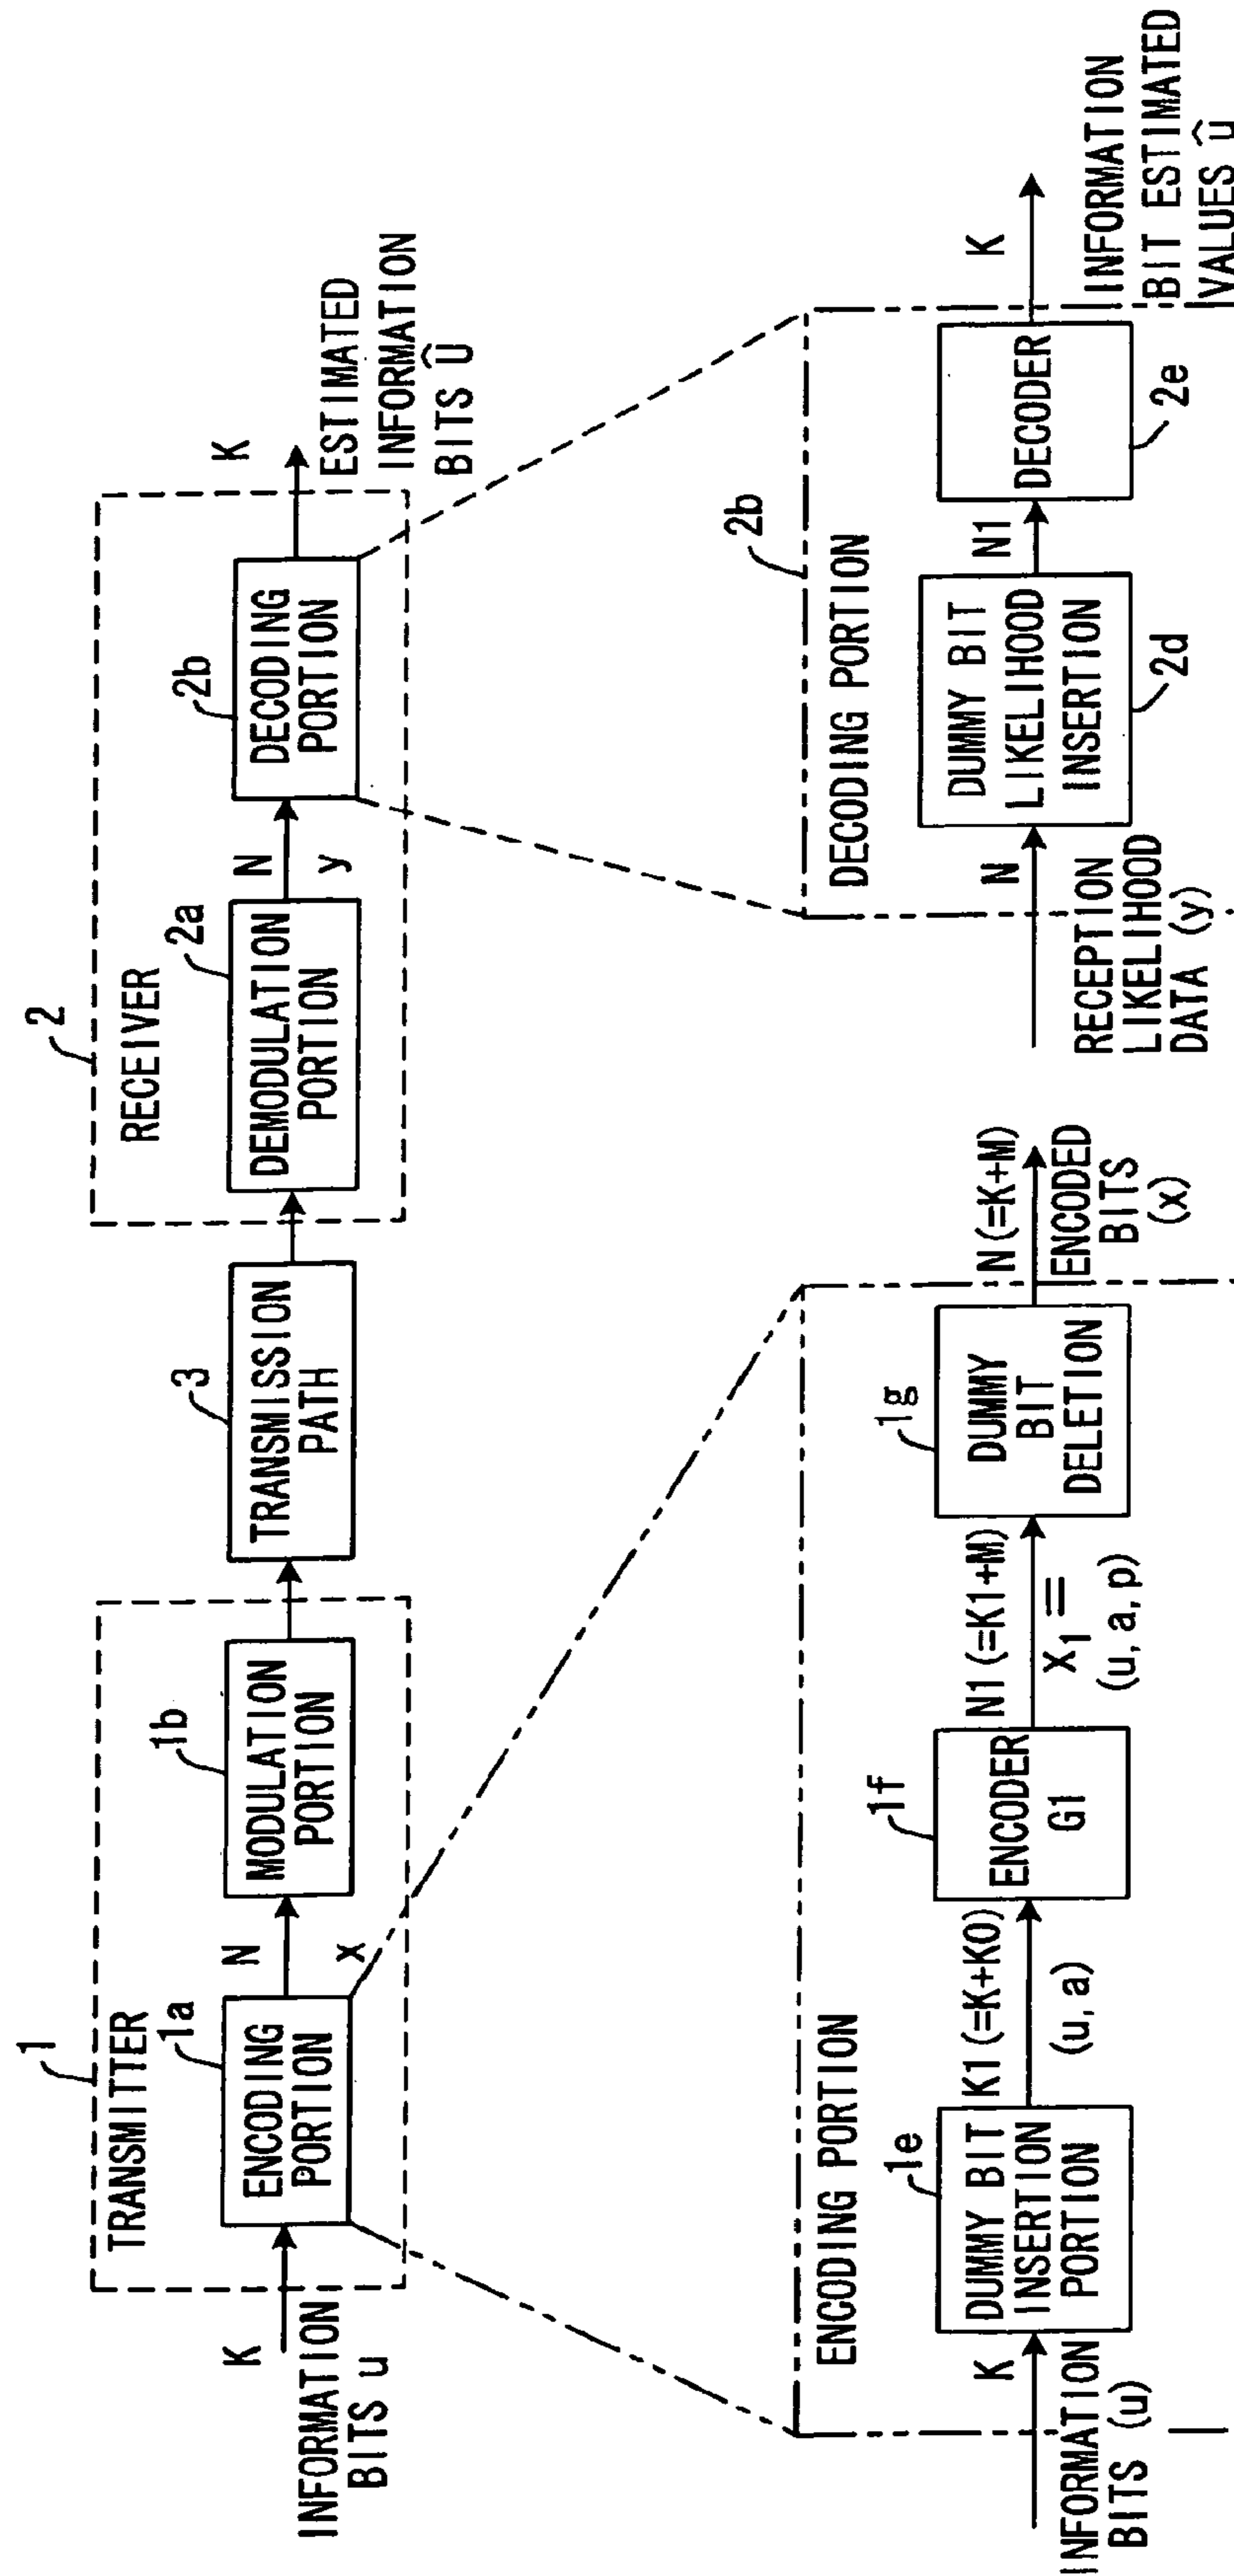 1
TRANSMITTER
K
INFORMATION
BITS u
1a
ENCODING
PORTION
N
x
1b
MODULATION
PORTION
3
TRANSMISSION
PATH
2
RECEIVER
2a
DEMODULATION
PORTION
N
y
2b
DECODING
PORTION
K
ESTIMATED
INFORMATION
BITS Û
ENCODING PORTION
K
INFORMATION
BITS (u)
1e
DUMMY BIT
INSERTION
PORTION
K1 (=K+K0)
(u, a)
1f
ENCODER
G1
N1 (=K1+M)
X₁ =
(u, a, p)
1g
DUMMY
BIT
DELETION
N (=K+M)
ENCODED
BITS
(x)
2b
DECODING PORTION
N
RECEPTION
LIKELIHOOD
DATA (y)
DUMMY BIT
LIKELIHOOD
INSERTION
2d
N1
DECODER
2e
K
INFORMATION
BIT ESTIMATED
VALUES û